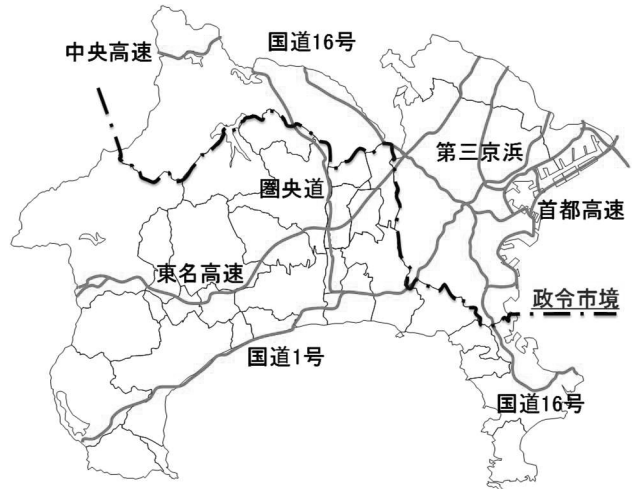 国道16号
中央高速
第三京浜
圏央道
首都高速
東名高速
政令市境
国道1号
国道16号